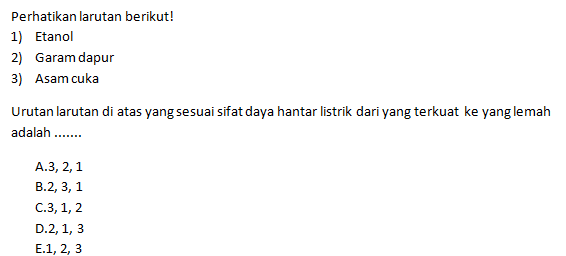 Perhatikan larutan berikut!
1) Etanol
2) Garam dapur
3) Asam cuka
Urutan larutan di atas yang sesuai sifat daya hantar listrik dari yang terkuat ke yang lemah
adalah .......
A.3, 2, 1
B.2, 3, 1
C.3, 1, 2
D.2, 1, 3
E.1, 2, 3